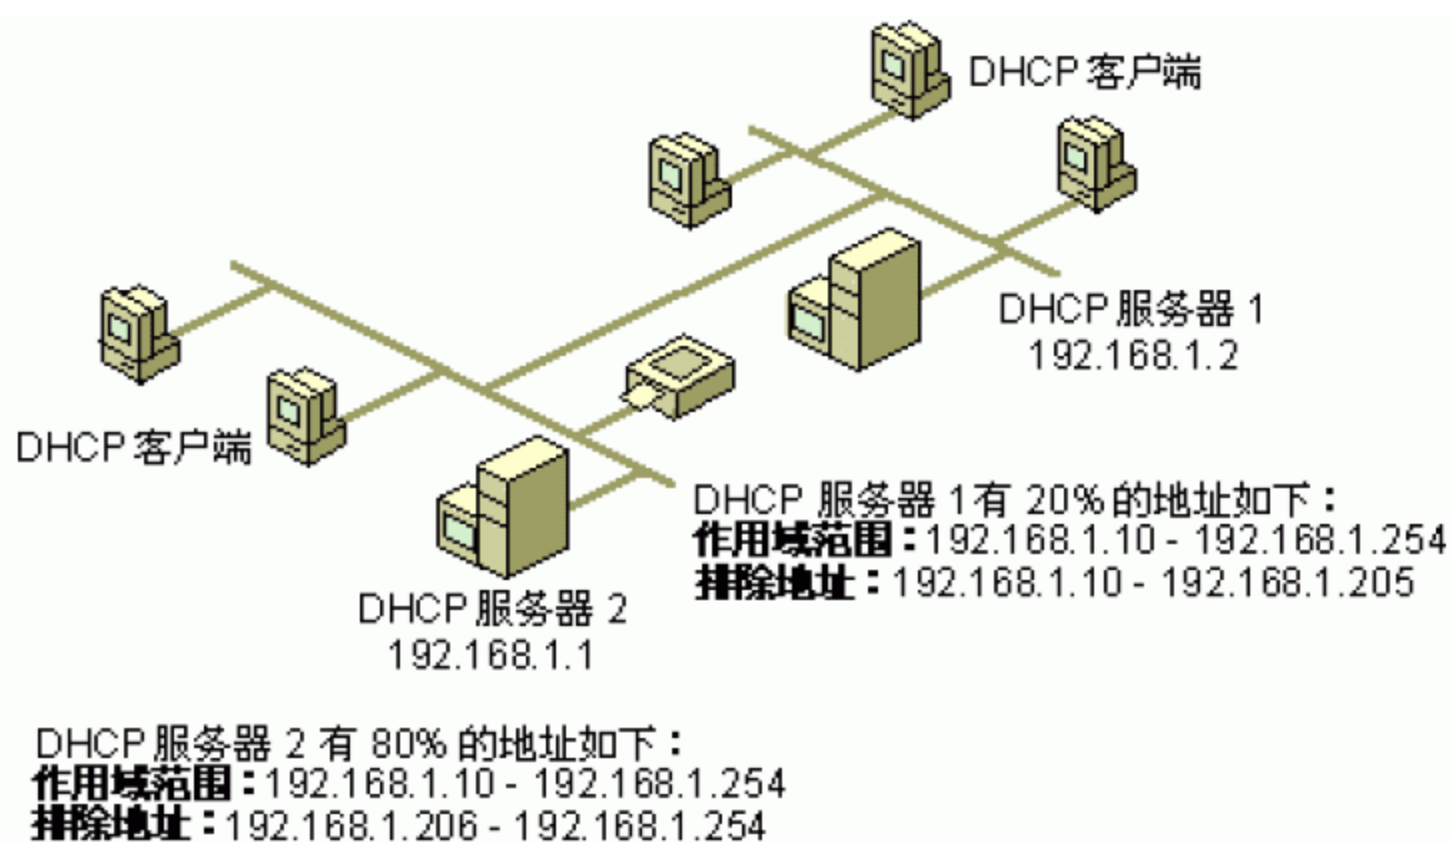 DHCP 客户端
DHCP 服务器 1
192.168.1.2
DHCP 客户端
DHCP 服务器 1有 20% 的地址如下：
作用域范围：192.168.1.10 - 192.168.1.254
排除地址：192.168.1.10 - 192.168.1.205
DHCP 服务器 2
192.168.1.1
DHCP 服务器 2 有 80% 的地址如下：
作用域范围：192.168.1.10 - 192.168.1.254
排除地址：192.168.1.206 - 192.168.1.254